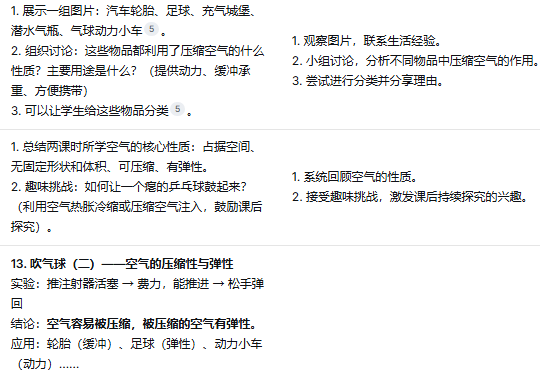 1. 展示一组图片：汽车轮胎、足球、充气城堡、
潜水气瓶、气球动力小车 5 。
2. 组织讨论：这些物品都利用了压缩空气的什么
性质？主要用途是什么？（提供动力、缓冲承
重、方便携带）
3. 可以让学生给这些物品分类 5 。
1. 观察图片，联系生活经验。
2. 小组讨论，分析不同物品中压缩空气的作用。
3. 尝试进行分类并分享理由。
1. 总结两课时所学空气的核心性质：占据空间、
无固定形状和体积、可压缩、有弹性。
2. 趣味挑战：如何让一个瘪的乒乓球鼓起来？
（利用空气热胀冷缩或压缩空气注入，鼓励课后
探究）。
1. 系统回顾空气的性质。
2. 接受趣味挑战，激发课后持续探究的兴趣。
13. 吹气球（二）——空气的压缩性与弹性
实验：推注射器活塞 → 费力，能推进 → 松手弹
回
结论：空气容易被压缩，被压缩的空气有弹性。
应用：轮胎（缓冲）、足球（弹性）、动力小车
（动力）……